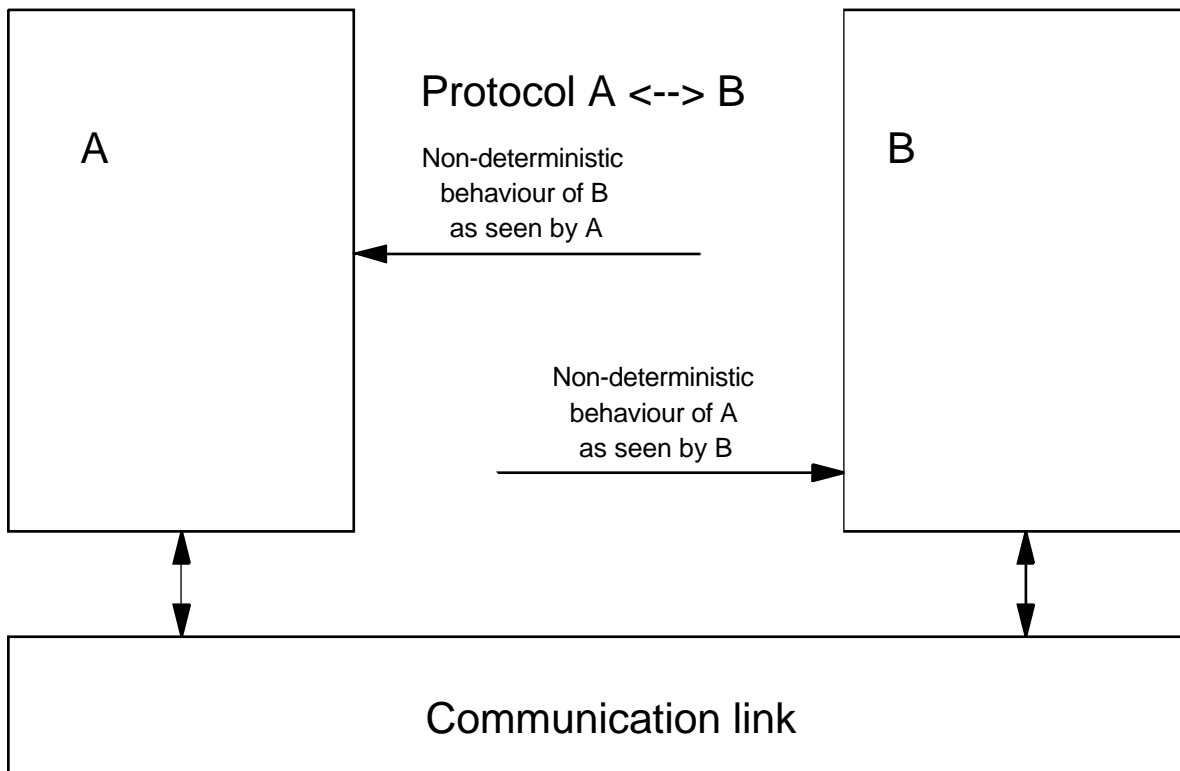 Protocol A <--> B
A
B
Non-deterministic
behaviour of B
as seen by A
Non-deterministic
behaviour of A
as seen by B
Communication link